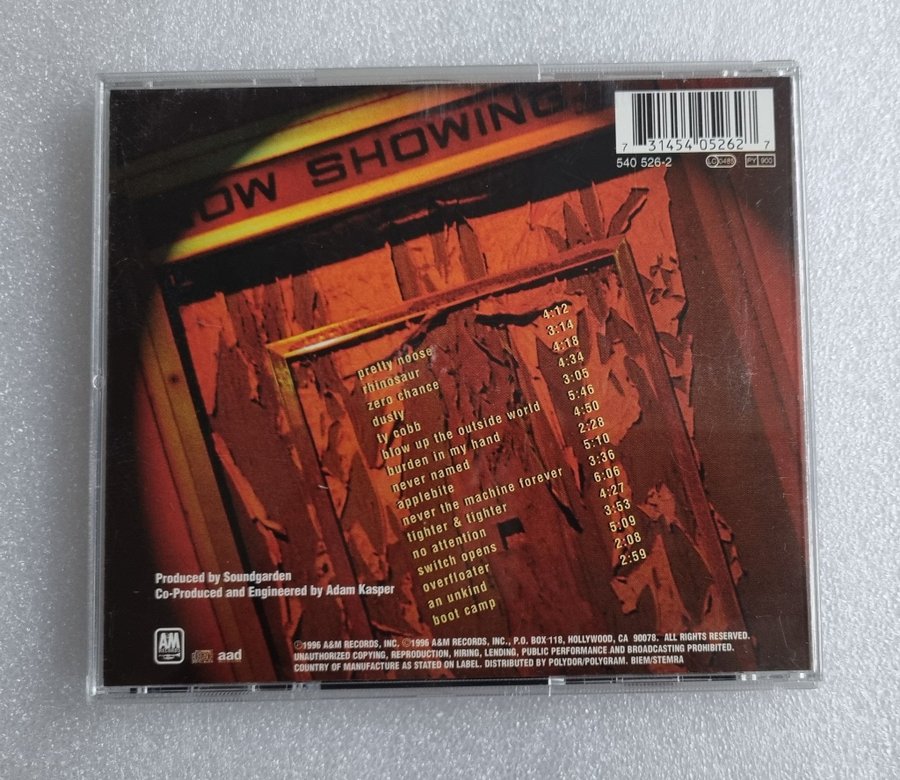 NOW SHOWING
7 31454 05262 7
540 526-2
LC 0485
PY 900
pretty noose 4:12
rhinosaur 3:14
zero chance 4:18
dusty 4:34
ty cobb 3:05
blow up the outside world 5:46
burden in my hand 4:50
never named 2:28
applebite 5:10
never the machine forever 3:36
tighter & tighter 6:06
no attention 4:27
switch opens 3:53
overfloater 5:09
an unkind 2:08
boot camp 2:59
Produced by Soundgarden
Co-Produced and Engineered by Adam Kasper
A&M
aad
℗1996 A&M RECORDS, INC. ©1996 A&M RECORDS, INC., P.O. BOX 118, HOLLYWOOD, CA 90078. ALL RIGHTS RESERVED.
UNAUTHORIZED COPYING, REPRODUCTION, HIRING, LENDING, PUBLIC PERFORMANCE AND BROADCASTING PROHIBITED.
COUNTRY OF MANUFACTURE AS STATED ON LABEL. DISTRIBUTED BY POLYDOR/POLYGRAM. BIEM/STEMRA